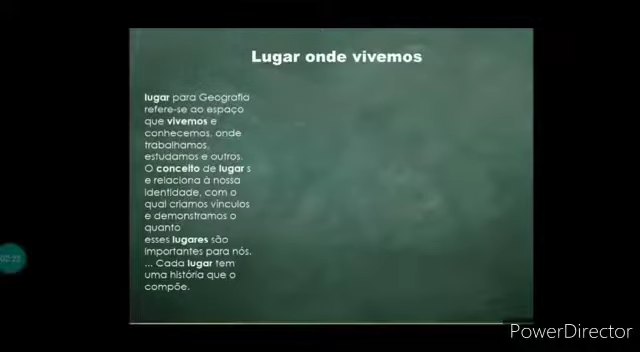 Lugar onde vivemos
lugar para Geografia
refere-se ao espaço
que vivemos e
conhecemos, onde
trabalhamos,
estudamos e outros.
O conceito de lugar s
e relaciona à nossa
identidade, com o
qual criamos vínculos
e demonstramos o
quanto
esses lugares são
importantes para nós.
... Cada lugar tem
uma história que o
compõe.
PowerDirector